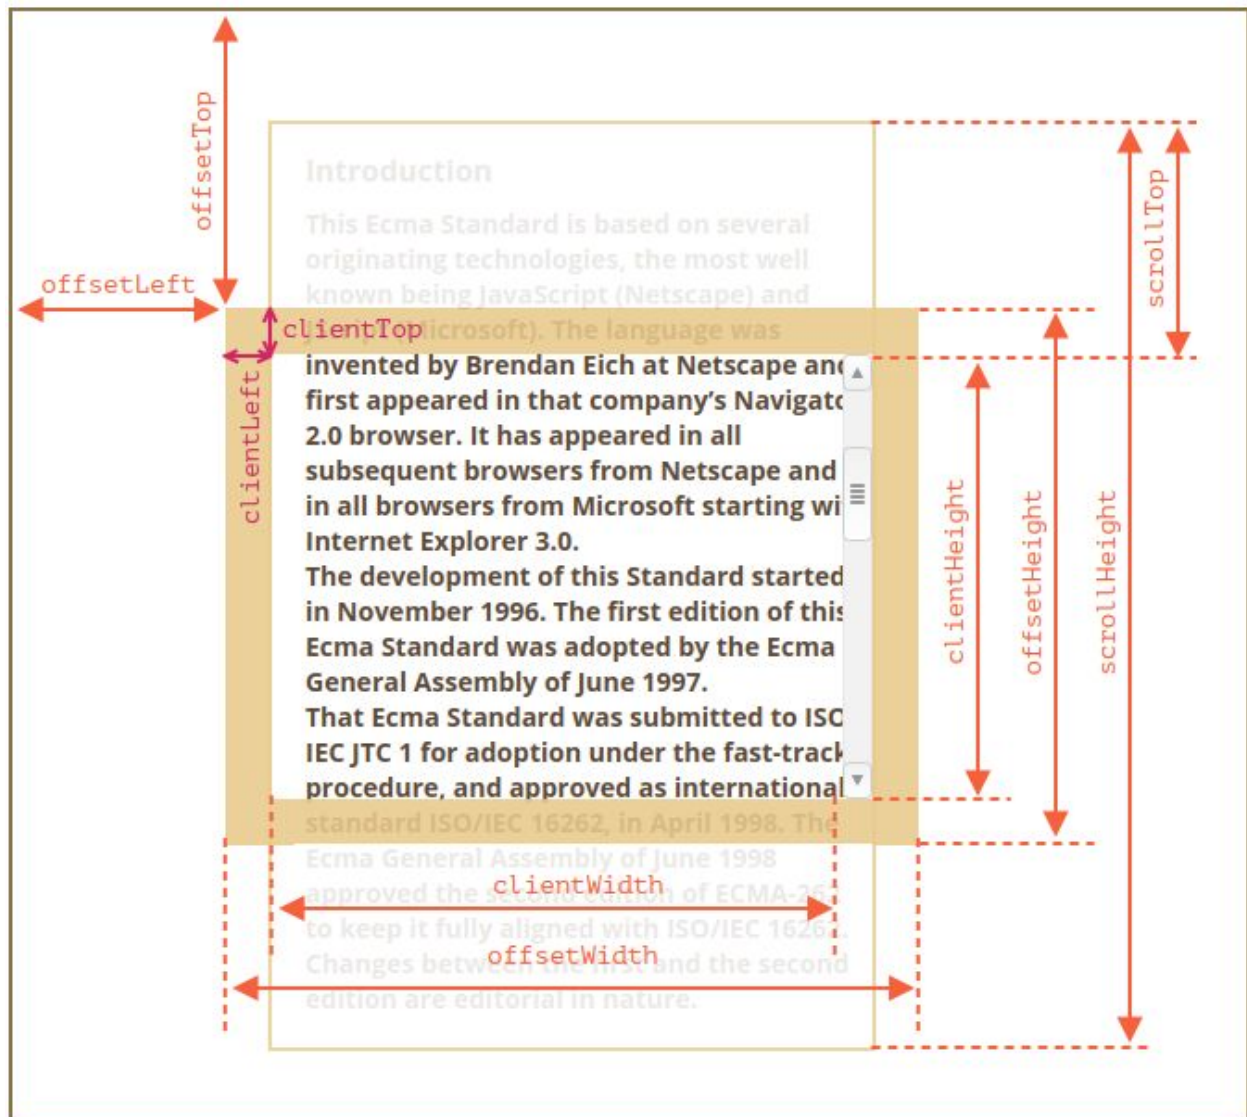 offsetTop
Introduction
This Ecma Standard is based on several
originating technologies, the most well
scrollTop
offsetLeft
known being JavaScript (Netscape) and
clientTop
(Microsoft). The language was
invented by Brendan Eich at Netscape and
first appeared in that company's Navigato
2.0 browser. It has appeared in all
clientLeft
subsequent browsers from Netscape and
in all browsers from Microsoft starting wi
Internet Explorer 3.0.
The development of this Standard started
in November 1996. The first edition of this
clientHeight
offsetHeight
scrollHeight
Ecma Standard was adopted by the Ecma
General Assembly of June 1997.
That Ecma Standard was submitted to ISO
IEC JTC 1 for adoption under the fast-track
procedure, and approved as international
standard ISO/IEC 16262, in April 1998. The
Ecma General Assembly of June 1998
clientWidth
approved the second edition of ECMA-262
to keep it fully aligned with ISO/IEC 16262.
offsetWidth
Changes between the first and the second
edition are editorial in nature.